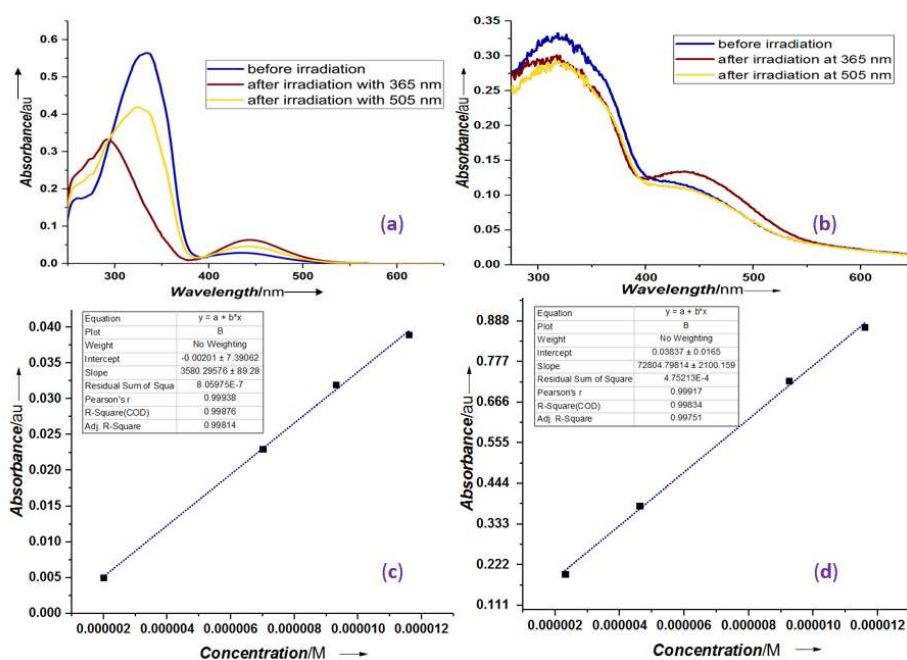 0.6
0.5
0.4
0.3
0.2
0.1
0.0
Absorbance/au
before irradiation
after irradiation with 365 nm
after irradiation with 505 nm
(a)
300 400 500 600
Wavelength/nm
0.35
0.30
0.25
0.20
0.15
0.10
0.05
0.00
Absorbance/au
before irradiation
after irradiation at 365 nm
after irradiation at 505 nm
(b)
300 400 500 600
Wavelength/nm
0.040
0.035
0.030
0.025
0.020
0.015
0.010
0.005
0.000
Absorbance/au
Equation y = a + b*x
Plot B
Weight No Weighting
Intercept -0.00201 ± 7.39062
Slope 3580.29576 ± 89.28
Residual Sum of Squa 8.05975E-7
Pearson's r 0.99938
R-Square(COD) 0.99876
Adj. R-Square 0.99814
(c)
0.000002 0.000004 0.000006 0.000008 0.000010 0.000012
Concentration/M
0.888
0.777
0.666
0.555
0.444
0.333
0.222
0.111
Absorbance/au
Equation y = a + b*x
Plot B
Weight No Weighting
Intercept 0.03837 ± 0.0165
Slope 72804.79814 ± 2100.159
Residual Sum of Square 4.75213E-4
Pearson's r 0.99917
R-Square(COD) 0.99834
Adj. R-Square 0.99751
(d)
0.000002 0.000004 0.000006 0.000008 0.000010 0.000012
Concentration/M